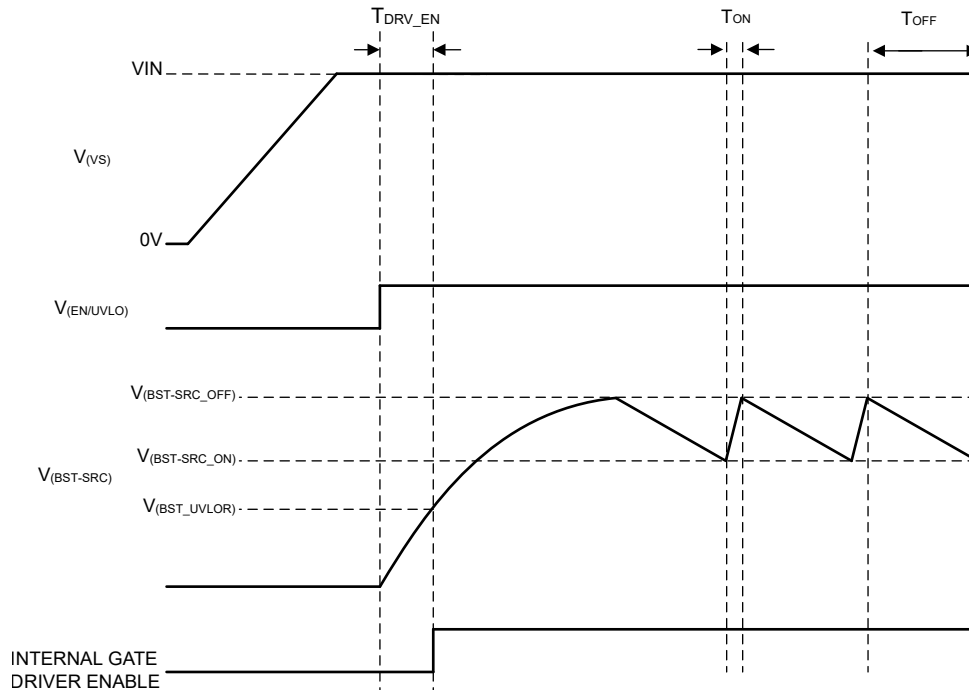 TDRV_EN
TON
TOFF
VIN
V(VS)
0V
V(EN/UVLO)
V(BST-SRC_OFF)
V(BST-SRC_ON)
V(BST-SRC)
V(BST_UVLOR)
INTERNAL GATE
DRIVER ENABLE